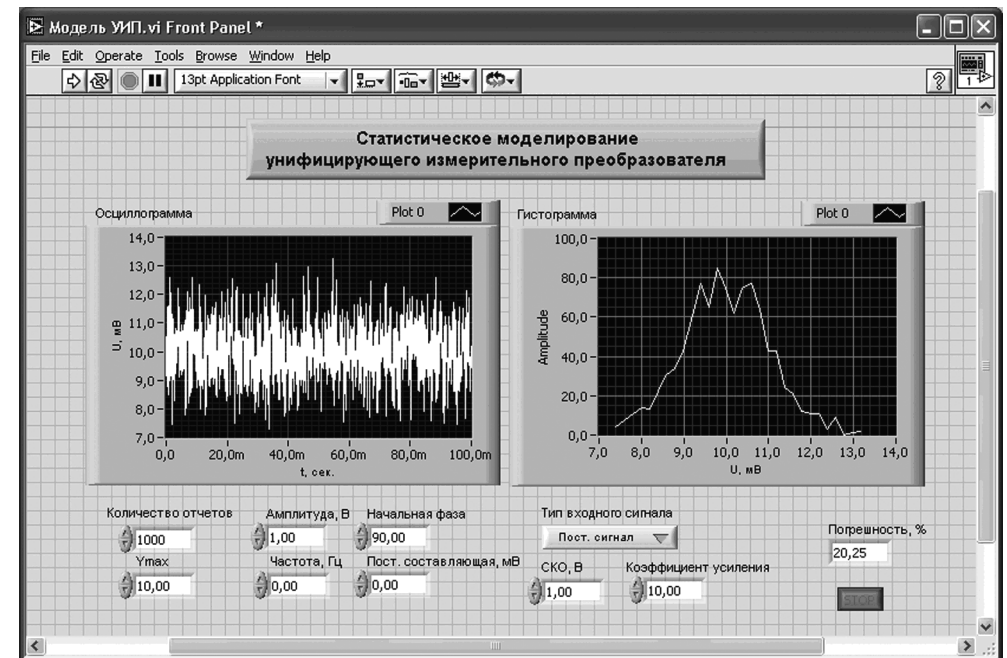 Модель УИП.vi Front Panel *
File Edit Operate Tools Browse Window Help
13pt Application Font
1
Статистическое моделирование
унифицирующего измерительного преобразователя
Осциллограмма
Plot 0
14,0
13,0
12,0
11,0
10,0
9,0
8,0
7,0
U, мВ
0,0 20,0m 40,0m 60,0m 80,0m 100,0m
t, сек.
Гистограмма
Plot 0
100,0
80,0
60,0
40,0
20,0
0,0
Amplitude
7,0 8,0 9,0 10,0 11,0 12,0 13,0 14,0
U, мВ
Количество отчетов
1000
Амплитуда, В
1,00
Начальная фаза
90,00
Ymax
10,00
Частота, Гц
0,00
Пост. составляющая, мВ
0,00
Тип входного сигнала
Пост. сигнал
СКО, В
1,00
Коэффициент усиления
10,00
Погрешность, %
20,25
STOP